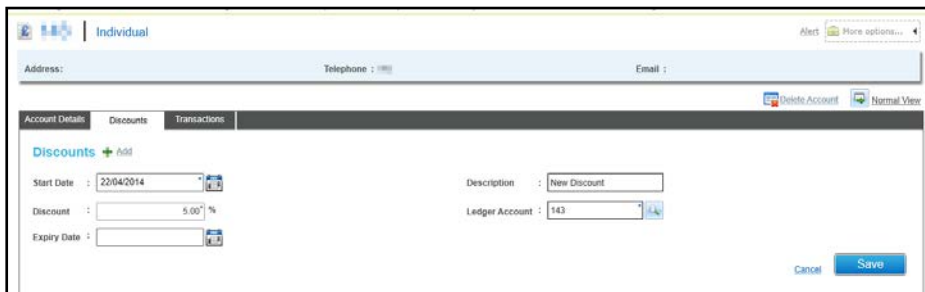 Individual
Alert More options...
Address: Telephone : Email :
Delete Account Normal View
Account Details Discounts Transactions
Discounts Add
Start Date : 22/04/2014 * Description : New Discount
Discount : 5.00* % Ledger Account : 143 *
Expiry Date :
Cancel Save